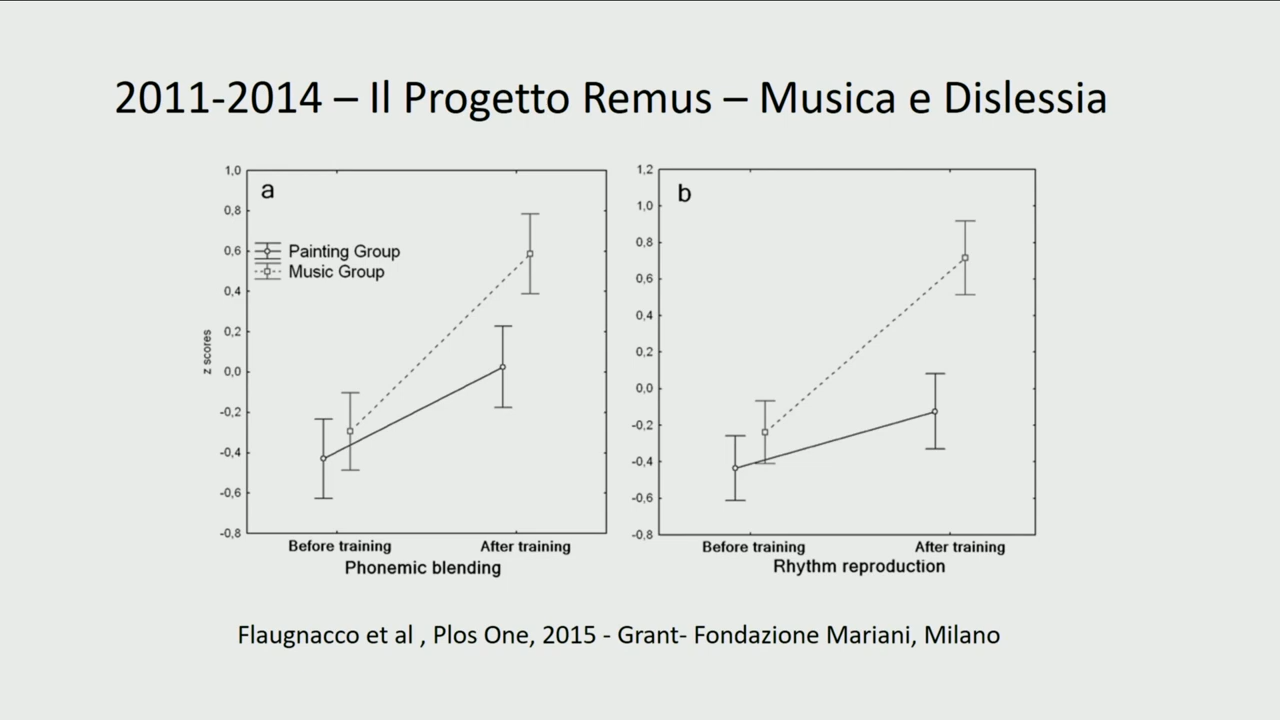 2011-2014 – Il Progetto Remus – Musica e Dislessia
a
1,0
0,8
0,6
0,4
0,2
0,0
-0,2
-0,4
-0,6
-0,8
z scores
Painting Group
Music Group
Before training After training
Phonemic blending
b
1,2
1,0
0,8
0,6
0,4
0,2
0,0
-0,2
-0,4
-0,6
-0,8
Before training After training
Rhythm reproduction
Flaugnacco et al , Plos One, 2015 - Grant- Fondazione Mariani, Milano